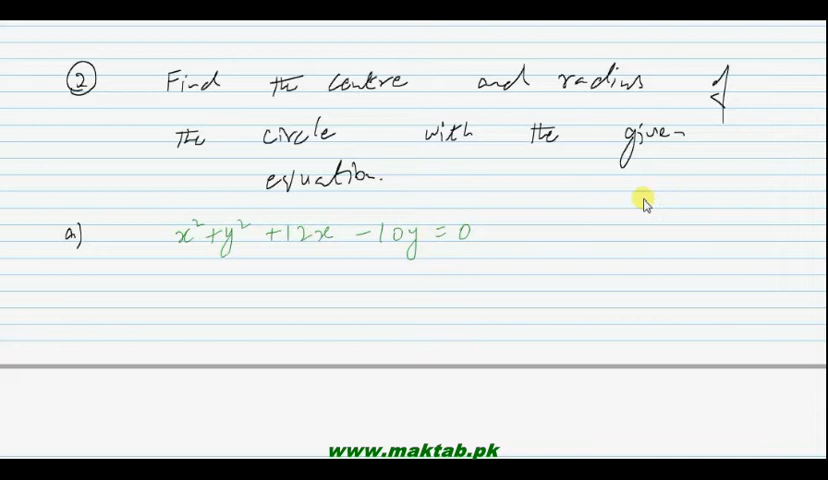 ② Find the centre and radius of
the circle with the given
equation.
a) x²+y² +12x -10y = 0
www.maktab.pk